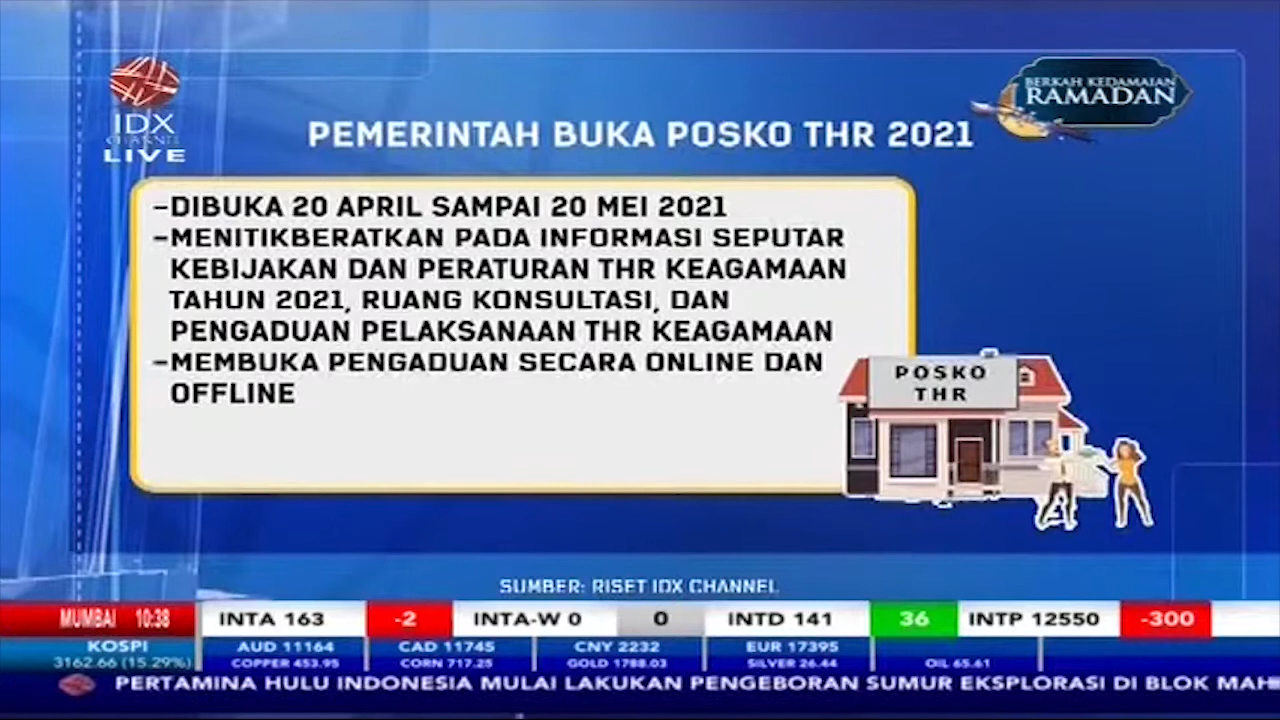 IDX
CHANNEL
LIVE
BERKAH KEDAMAIAN
RAMADAN
PEMERINTAH BUKA POSKO THR 2021
-DIBUKA 20 APRIL SAMPAI 20 MEI 2021
-MENITIKBERATKAN PADA INFORMASI SEPUTAR
KEBIJAKAN DAN PERATURAN THR KEAGAMAAN
TAHUN 2021, RUANG KONSULTASI, DAN
PENGADUAN PELAKSANAAN THR KEAGAMAAN
-MEMBUKA PENGADUAN SECARA ONLINE DAN
OFFLINE
POSKO
THR
SUMBER: RISET IDX CHANNEL
MUMBAI 10:38 INTA 163 -2 INTA-W 0 0 INTD 141 36 INTP 12550 -300
KOSPI AUD 11164 CAD 11745 CNY 2232 EUR 17395
3162.66 (15.29%) COPPER 453.95 CORN 717.25 GOLD 1788.03 SILVER 26.44 OIL 65.61
PERTAMINA HULU INDONESIA MULAI LAKUKAN PENGEBORAN SUMUR EKSPLORASI DI BLOK MAH